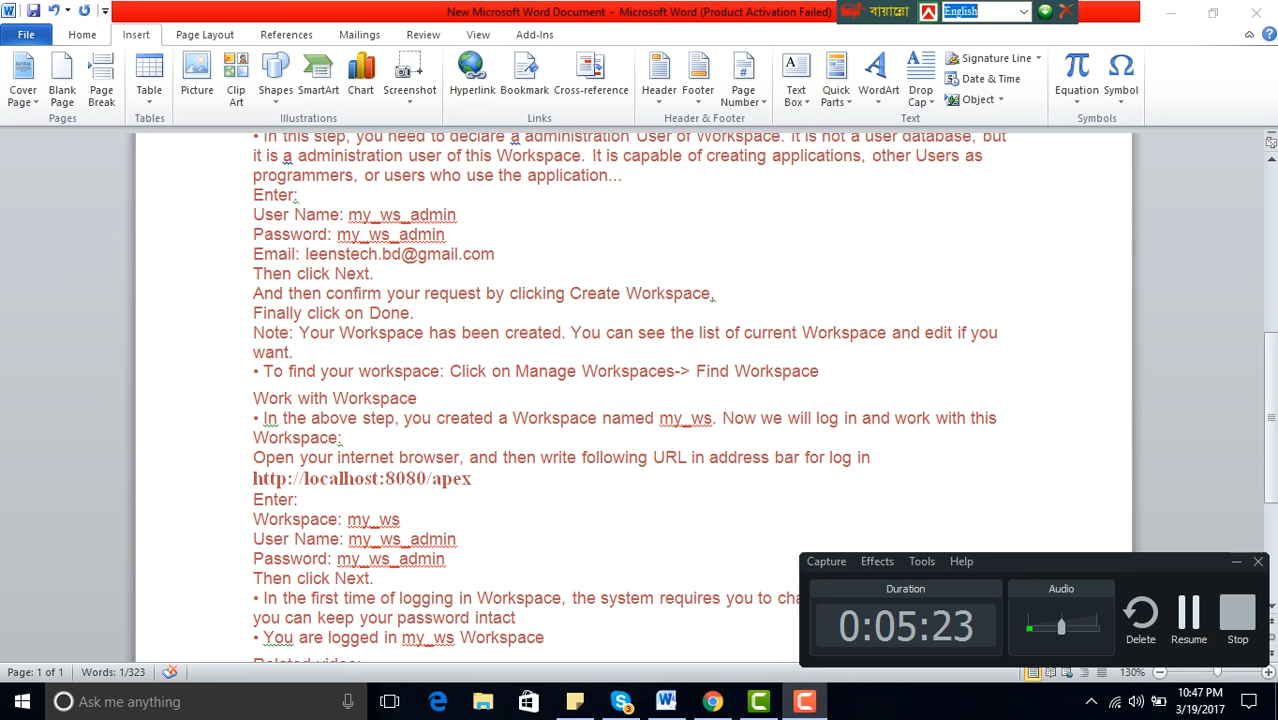 New Microsoft Word Document - Microsoft Word (Product Activation Failed)
বায়ান্নো
English
File Home Insert Page Layout References Mailings Review View Add-Ins
Cover Page
Blank Page
Page Break
Table
Picture
Clip Art
Shapes
SmartArt
Chart
Screenshot
Hyperlink
Bookmark
Cross-reference
Header
Footer
Page Number
Text Box
Quick Parts
WordArt
Drop Cap
Signature Line
Date & Time
Object
Equation
Symbol
Pages Tables Illustrations Links Header & Footer Text Symbols
• In this step, you need to declare a administration User of Workspace. It is not a user database, but
it is a administration user of this Workspace. It is capable of creating applications, other Users as
programmers, or users who use the application...
Enter:
User Name: my_ws_admin
Password: my_ws_admin
Email: leenstech.bd@gmail.com
Then click Next.
And then confirm your request by clicking Create Workspace.
Finally click on Done.
Note: Your Workspace has been created. You can see the list of current Workspace and edit if you
want.
• To find your workspace: Click on Manage Workspaces-> Find Workspace
Work with Workspace
• In the above step, you created a Workspace named my_ws. Now we will log in and work with this
Workspace:
Open your internet browser, and then write following URL in address bar for log in
http://localhost:8080/apex
Enter:
Workspace: my_ws
User Name: my_ws_admin
Password: my_ws_admin
Then click Next.
• In the first time of logging in Workspace, the system requires you to cha
you can keep your password intact
• You are logged in my_ws Workspace
Related video:
Capture Effects Tools Help
Duration
0:05:23
Audio
Delete
Resume
Stop
Page: 1 of 1 Words: 1/323 130%
Ask me anything
10:47 PM
3/19/2017